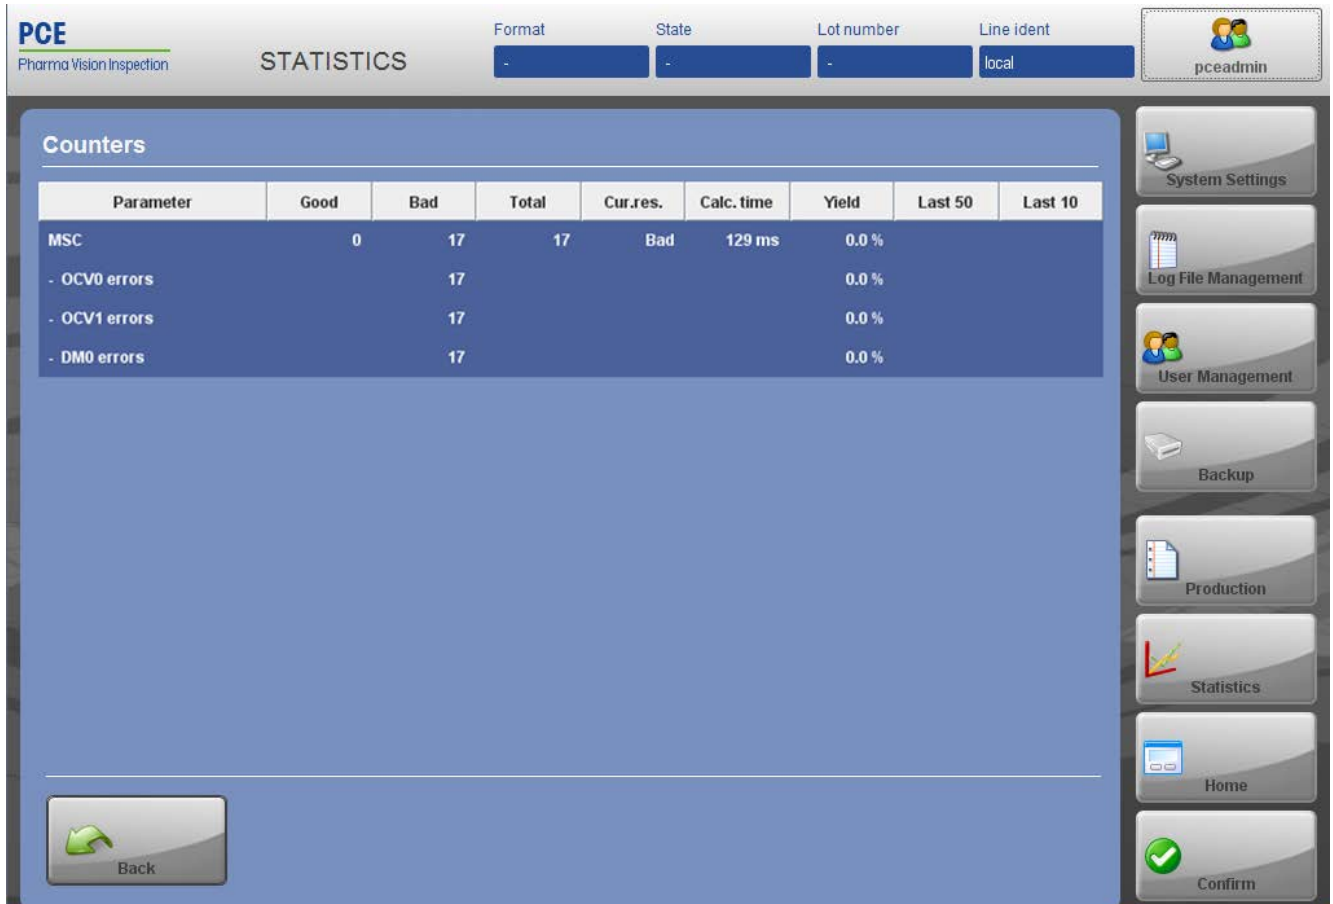 PCE
Pharma Vision Inspection
STATISTICS
Format State Lot number Line ident
- - - local
pceadmin
Counters
Parameter Good Bad Total Cur.res. Calc. time Yield Last 50 Last 10
MSC 0 17 17 Bad 129 ms 0.0 %
- OCV0 errors 17 0.0 %
- OCV1 errors 17 0.0 %
- DM0 errors 17 0.0 %
System Settings
Log File Management
User Management
Backup
Production
Statistics
Home
Back
Confirm